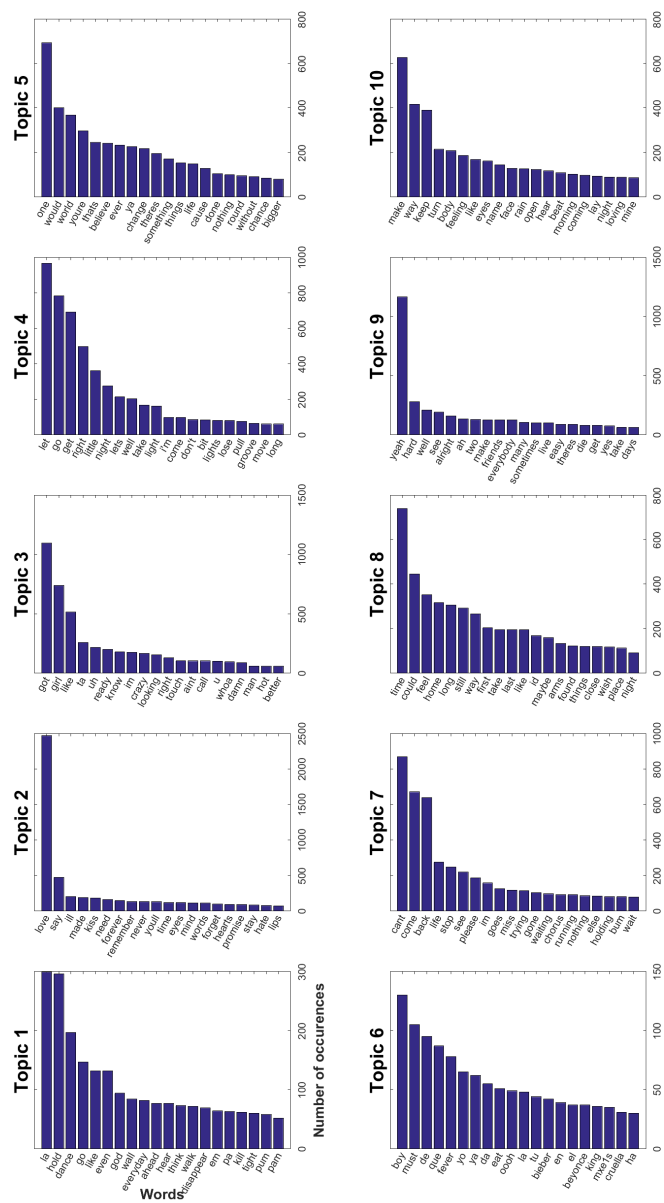 Topic 1
la
hold
dance
go
like
even
god
wall
everyday
ahead
hear
think
walk
disappear
em
pa
kill
tight
pum
pam
Words
0 100 200 300
Number of occurences
Topic 2
love
say
ill
made
kiss
need
forever
remember
never
youll
time
eyes
mind
words
forget
hearts
promise
stay
hate
lips
0 500 1000 1500 2000 2500
Topic 3
got
girl
like
ta
uh
ready
know
im
crazy
looking
right
touch
aint
call
u
whoa
damn
man
hot
better
0 500 1000 1500
Topic 4
let
go
get
right
little
night
lets
well
take
light
i'm
come
don't
bit
lights
lose
pull
groove
move
long
0 200 400 600 800 1000
Topic 5
one
would
world
youre
thats
believe
ever
ya
change
theres
something
things
life
cause
done
nothing
round
without
chance
bigger
0 200 400 600 800
Topic 6
boy
must
de
que
fever
yo
ya
da
eat
oooh
la
tu
bieber
en
el
beyonce
king
mxe1s
cruella
ha
0 50 100 150
Topic 7
cant
come
back
life
stop
see
please
im
goes
miss
trying
gone
waiting
chorus
running
nothing
else
holding
burn
wait
0 200 400 600 800 1000
Topic 8
time
could
feel
home
long
still
way
first
take
last
like
id
maybe
arms
found
things
close
wish
place
night
0 200 400 600 800
Topic 9
yeah
hard
well
see
alright
ah
two
make
friends
everybody
many
sometimes
live
easy
theres
die
get
yes
take
days
0 500 1000 1500
Topic 10
make
way
keep
turn
body
feeling
like
eyes
name
face
rain
open
hear
beat
morning
coming
lay
night
loving
mine
0 200 400 600 800